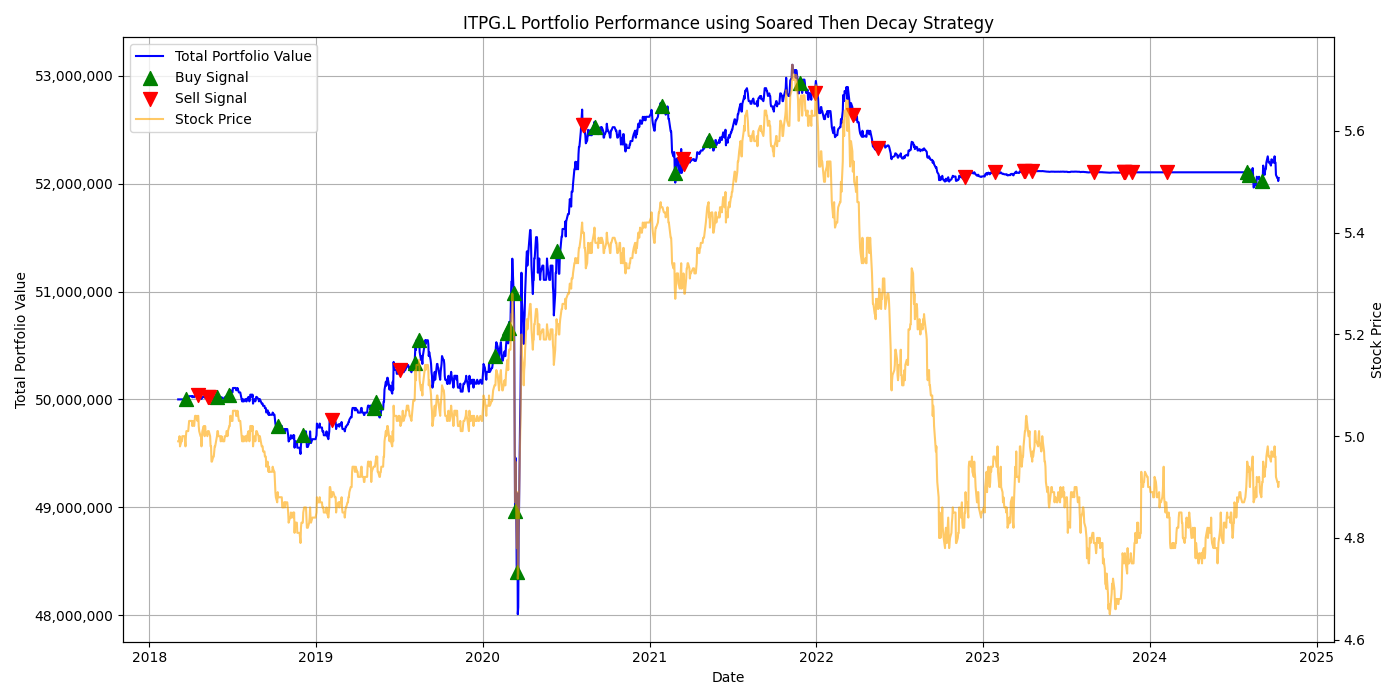 ITPG.L Portfolio Performance using Soared Then Decay Strategy
Total Portfolio Value
Buy Signal
Sell Signal
Stock Price
53,000,000
52,000,000
51,000,000
50,000,000
49,000,000
48,000,000
Total Portfolio Value
5.6
5.4
5.2
5.0
4.8
4.6
Stock Price
2018
2019
2020
2021
2022
2023
2024
2025
Date